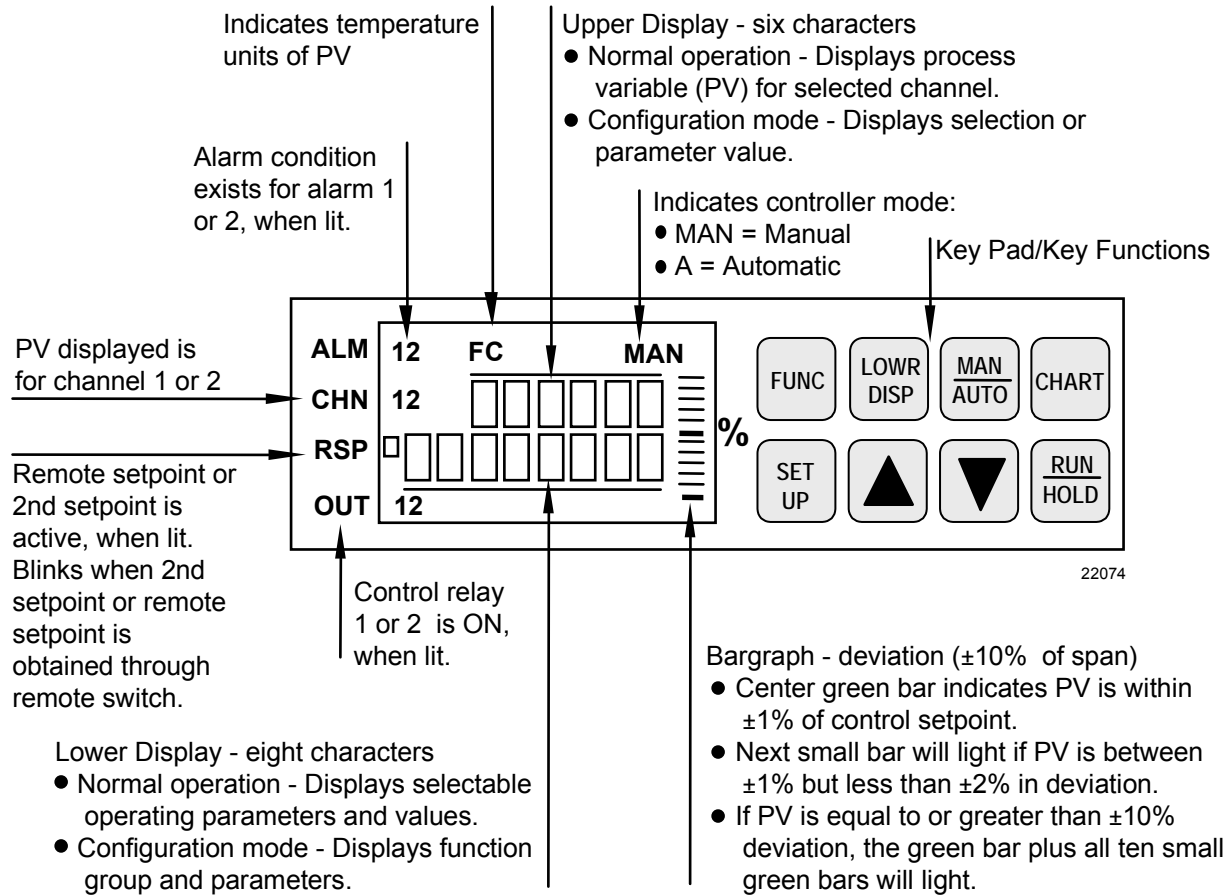 Indicates temperature
units of PV
Upper Display - six characters
● Normal operation - Displays process
variable (PV) for selected channel.
● Configuration mode - Displays selection or
parameter value.
Alarm condition
exists for alarm 1
or 2, when lit.
Indicates controller mode:
● MAN = Manual
● A = Automatic
Key Pad/Key Functions
PV displayed is
for channel 1 or 2
Remote setpoint or
2nd setpoint is
active, when lit.
Blinks when 2nd
setpoint or remote
setpoint is
obtained through
remote switch.
ALM 12 FC MAN
CHN 12
RSP
%
OUT 12
FUNC
LOWR
DISP
MAN
AUTO
CHART
SET
UP
RUN
HOLD
22074
Control relay
1 or 2 is ON,
when lit.
Lower Display - eight characters
● Normal operation - Displays selectable
operating parameters and values.
● Configuration mode - Displays function
group and parameters.
Bargraph - deviation (±10% of span)
● Center green bar indicates PV is within
±1% of control setpoint.
● Next small bar will light if PV is between
±1% but less than ±2% in deviation.
● If PV is equal to or greater than ±10%
deviation, the green bar plus all ten small
green bars will light.